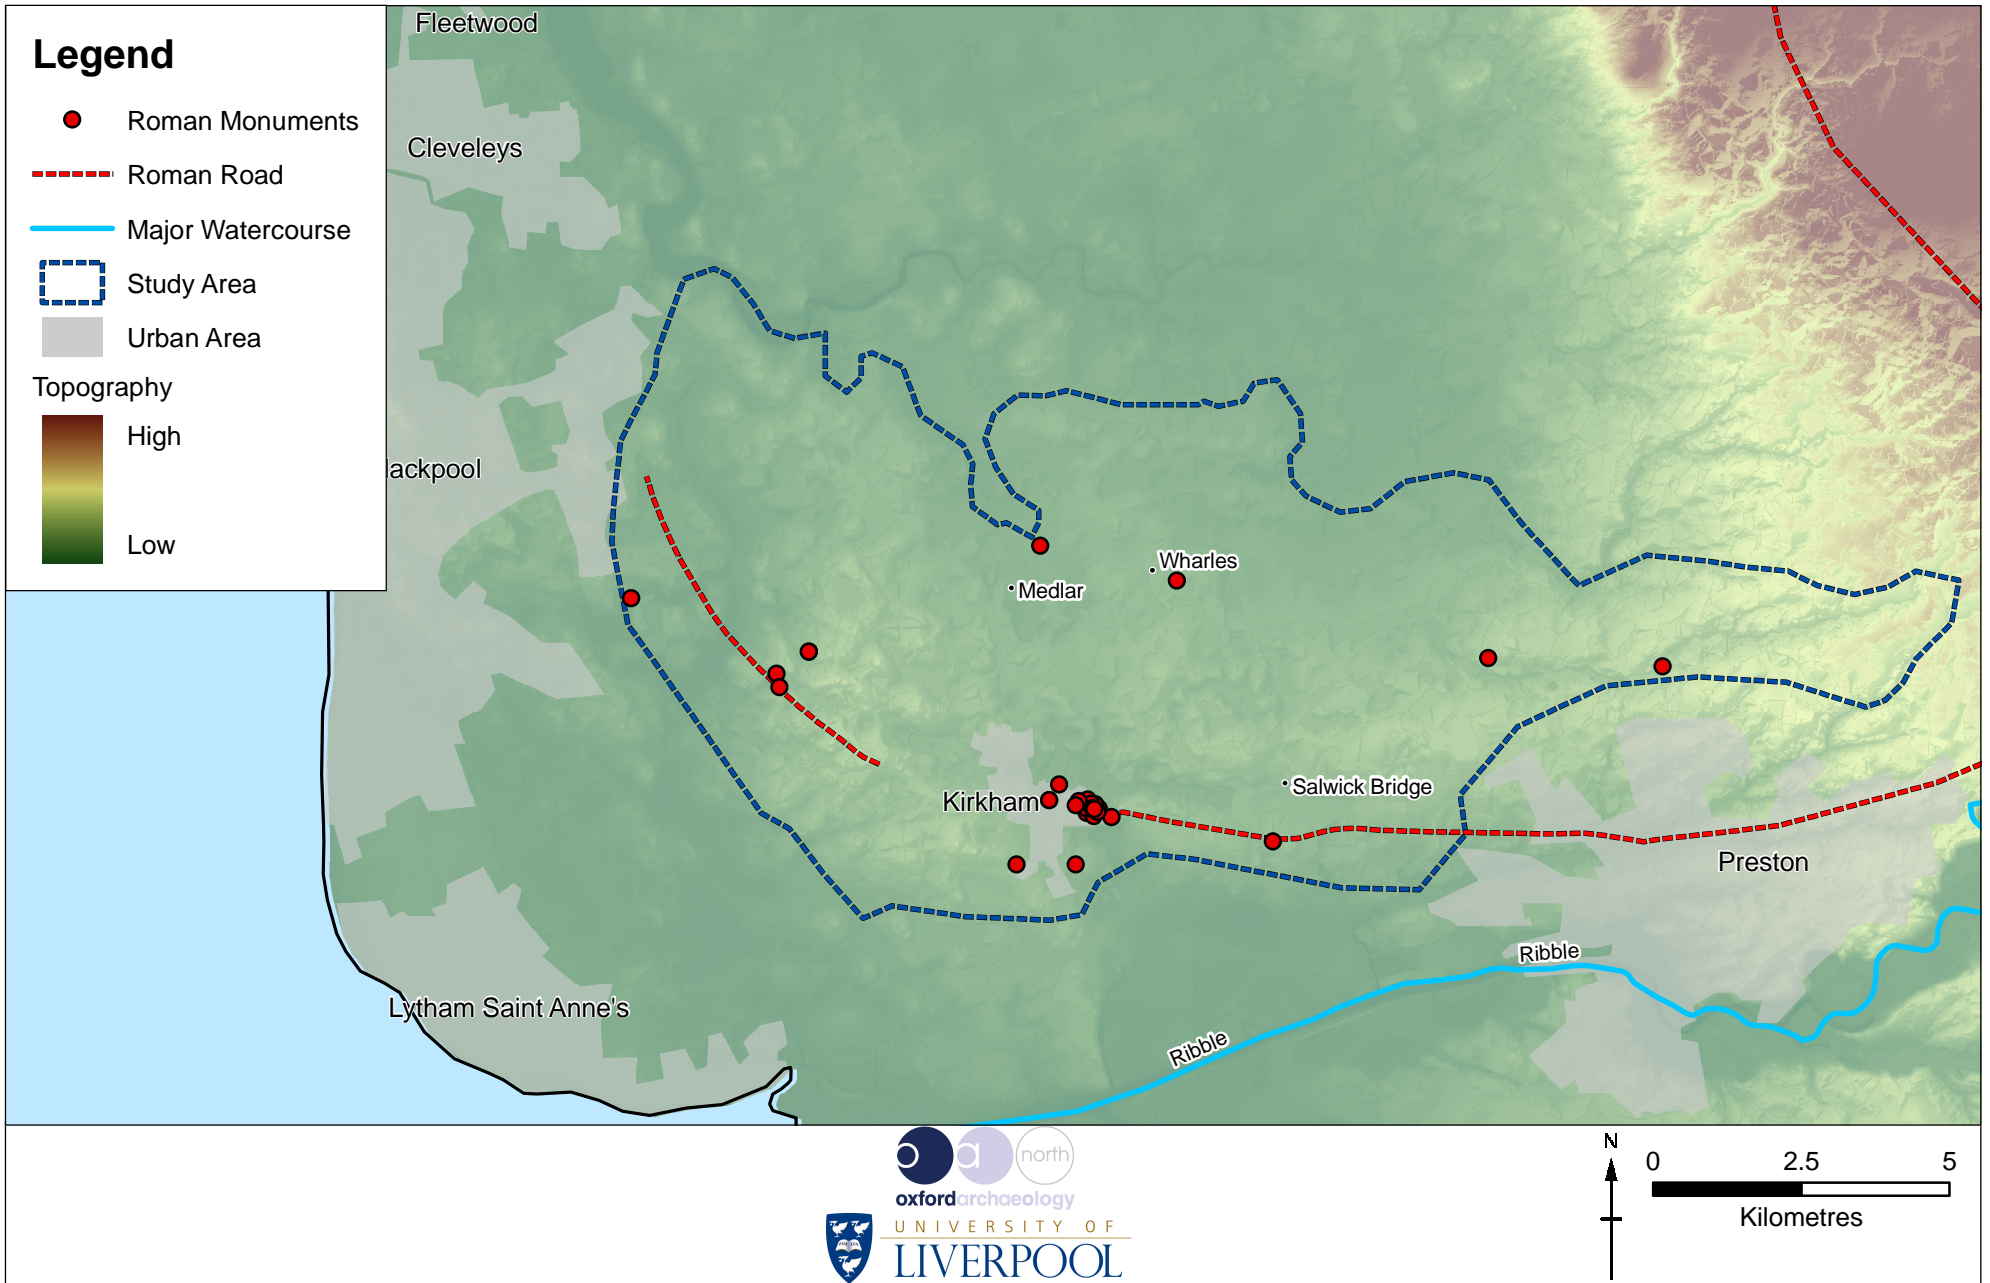 Legend
Roman Monuments
Roman Road
Major Watercourse
Study Area
Urban Area
Topography
High
Low
Fleetwood
Cleveleys
lackpool
Wharles
Medlar
Salwick Bridge
Kirkham
Preston
Ribble
Lytham Saint Anne's
Ribble
oa north
oxfordarchaeology
UNIVERSITY OF
LIVERPOOL
N
0 2.5 5
Kilometres